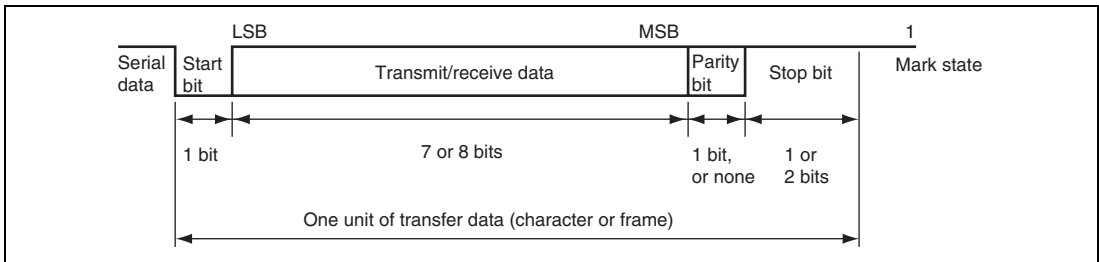 LSB MSB 1
Serial data
Start bit
Transmit/receive data
Parity bit
Stop bit
Mark state
1 bit
7 or 8 bits
1 bit, or none
1 or 2 bits
One unit of transfer data (character or frame)